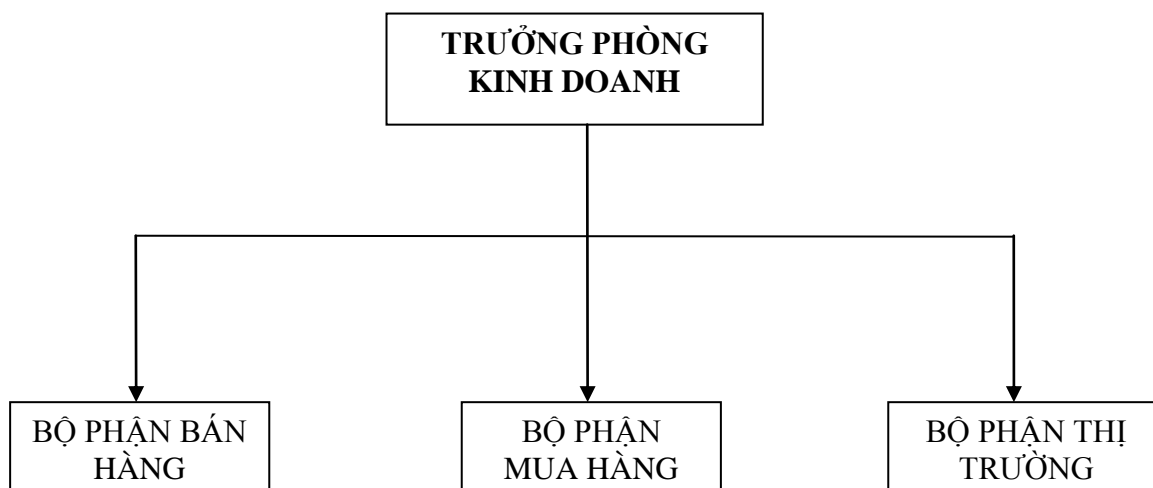 TRƯỞNG PHÒNG
KINH DOANH
BỘ PHẬN BÁN
HÀNG
BỘ PHẬN
MUA HÀNG
BỘ PHẬN THỊ
TRƯỜNG